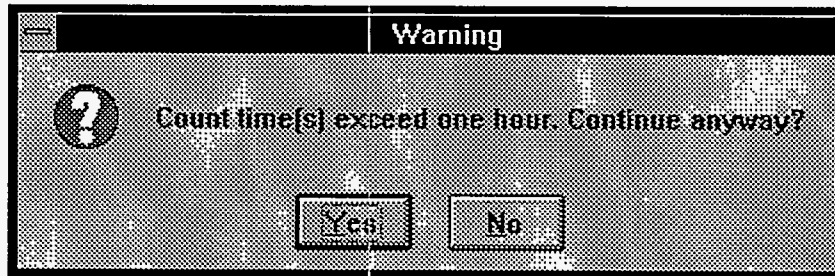 Warning
Count time(s) exceed one hour. Continue anyway?
Yes No